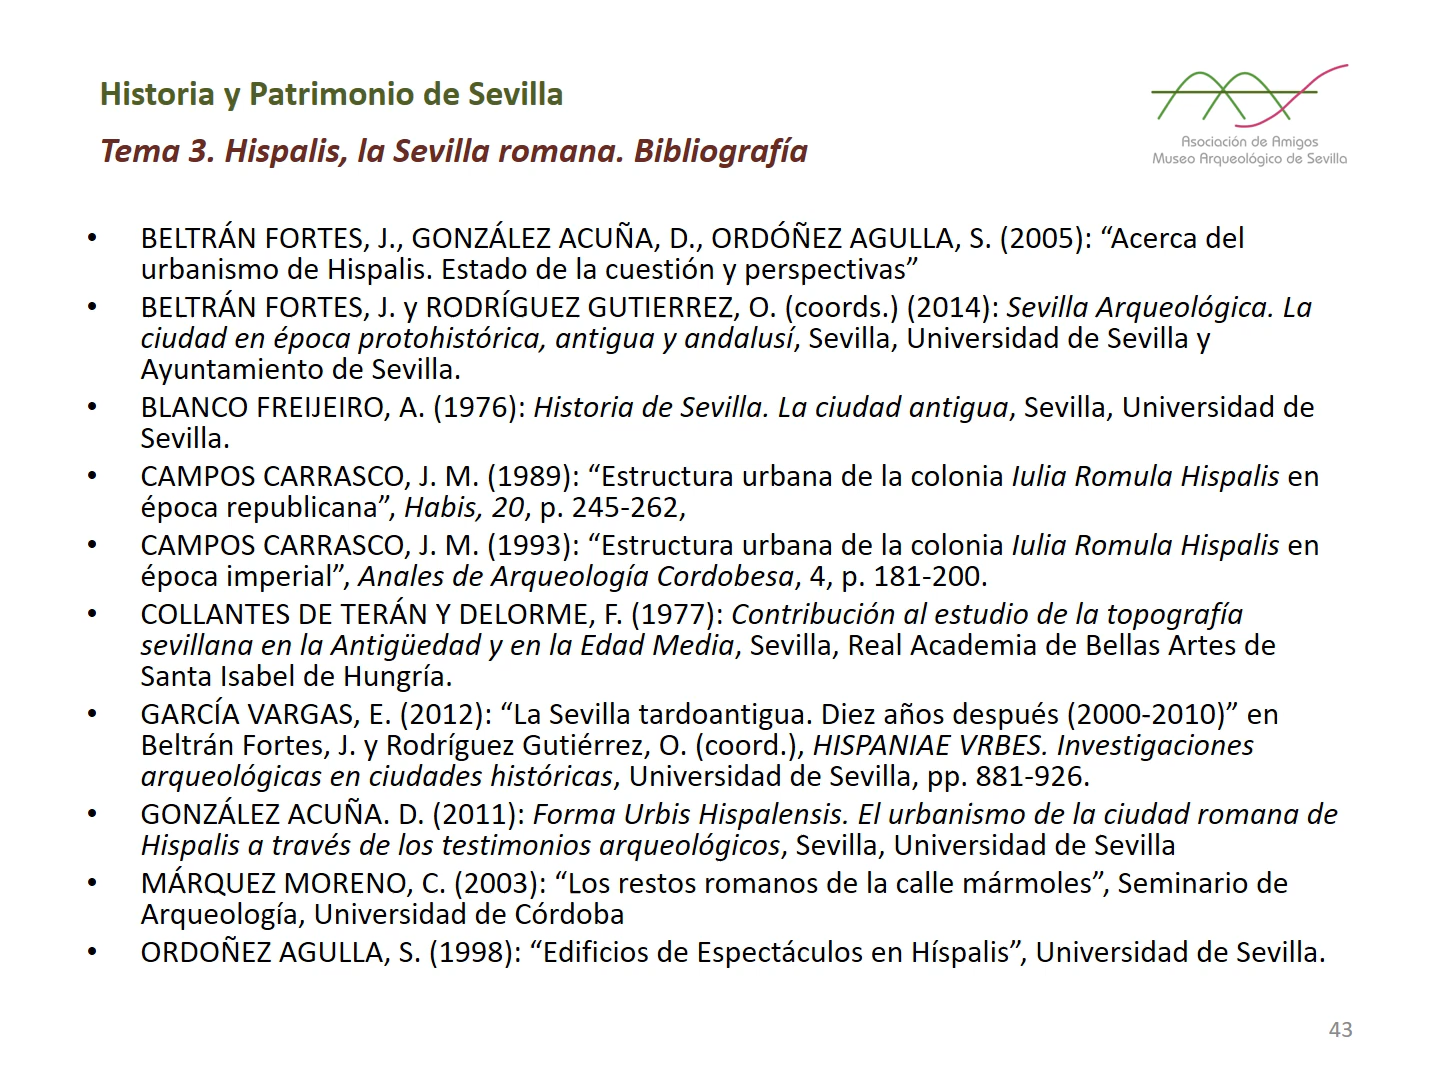 Historia y Patrimonio de Sevilla
Tema 3. Hispalis, la Sevilla romana. Bibliografía
Asociación de Amigos
Museo Arqueológico de Sevilla
• BELTRÁN FORTES, J., GONZÁLEZ ACUÑA, D., ORDÓÑEZ AGULLA, S. (2005): “Acerca del
urbanismo de Hispalis. Estado de la cuestión y perspectivas”
• BELTRÁN FORTES, J. y RODRÍGUEZ GUTIERREZ, O. (coords.) (2014): Sevilla Arqueológica. La
ciudad en época protohistórica, antigua y andalusí, Sevilla, Universidad de Sevilla y
Ayuntamiento de Sevilla.
• BLANCO FREIJEIRO, A. (1976): Historia de Sevilla. La ciudad antigua, Sevilla, Universidad de
Sevilla.
• CAMPOS CARRASCO, J. M. (1989): “Estructura urbana de la colonia Iulia Romula Hispalis en
época republicana”, Habis, 20, p. 245-262,
• CAMPOS CARRASCO, J. M. (1993): “Estructura urbana de la colonia Iulia Romula Hispalis en
época imperial”, Anales de Arqueología Cordobesa, 4, p. 181-200.
• COLLANTES DE TERÁN Y DELORME, F. (1977): Contribución al estudio de la topografía
sevillana en la Antigüedad y en la Edad Media, Sevilla, Real Academia de Bellas Artes de
Santa Isabel de Hungría.
• GARCÍA VARGAS, E. (2012): “La Sevilla tardoantigua. Diez años después (2000-2010)” en
Beltrán Fortes, J. y Rodríguez Gutiérrez, O. (coord.), HISPANIAE VRBES. Investigaciones
arqueológicas en ciudades históricas, Universidad de Sevilla, pp. 881-926.
• GONZÁLEZ ACUÑA. D. (2011): Forma Urbis Hispalensis. El urbanismo de la ciudad romana de
Hispalis a través de los testimonios arqueológicos, Sevilla, Universidad de Sevilla
• MÁRQUEZ MORENO, C. (2003): “Los restos romanos de la calle mármoles”, Seminario de
Arqueología, Universidad de Córdoba
• ORDOÑEZ AGULLA, S. (1998): “Edificios de Espectáculos en Híspalis”, Universidad de Sevilla.
43